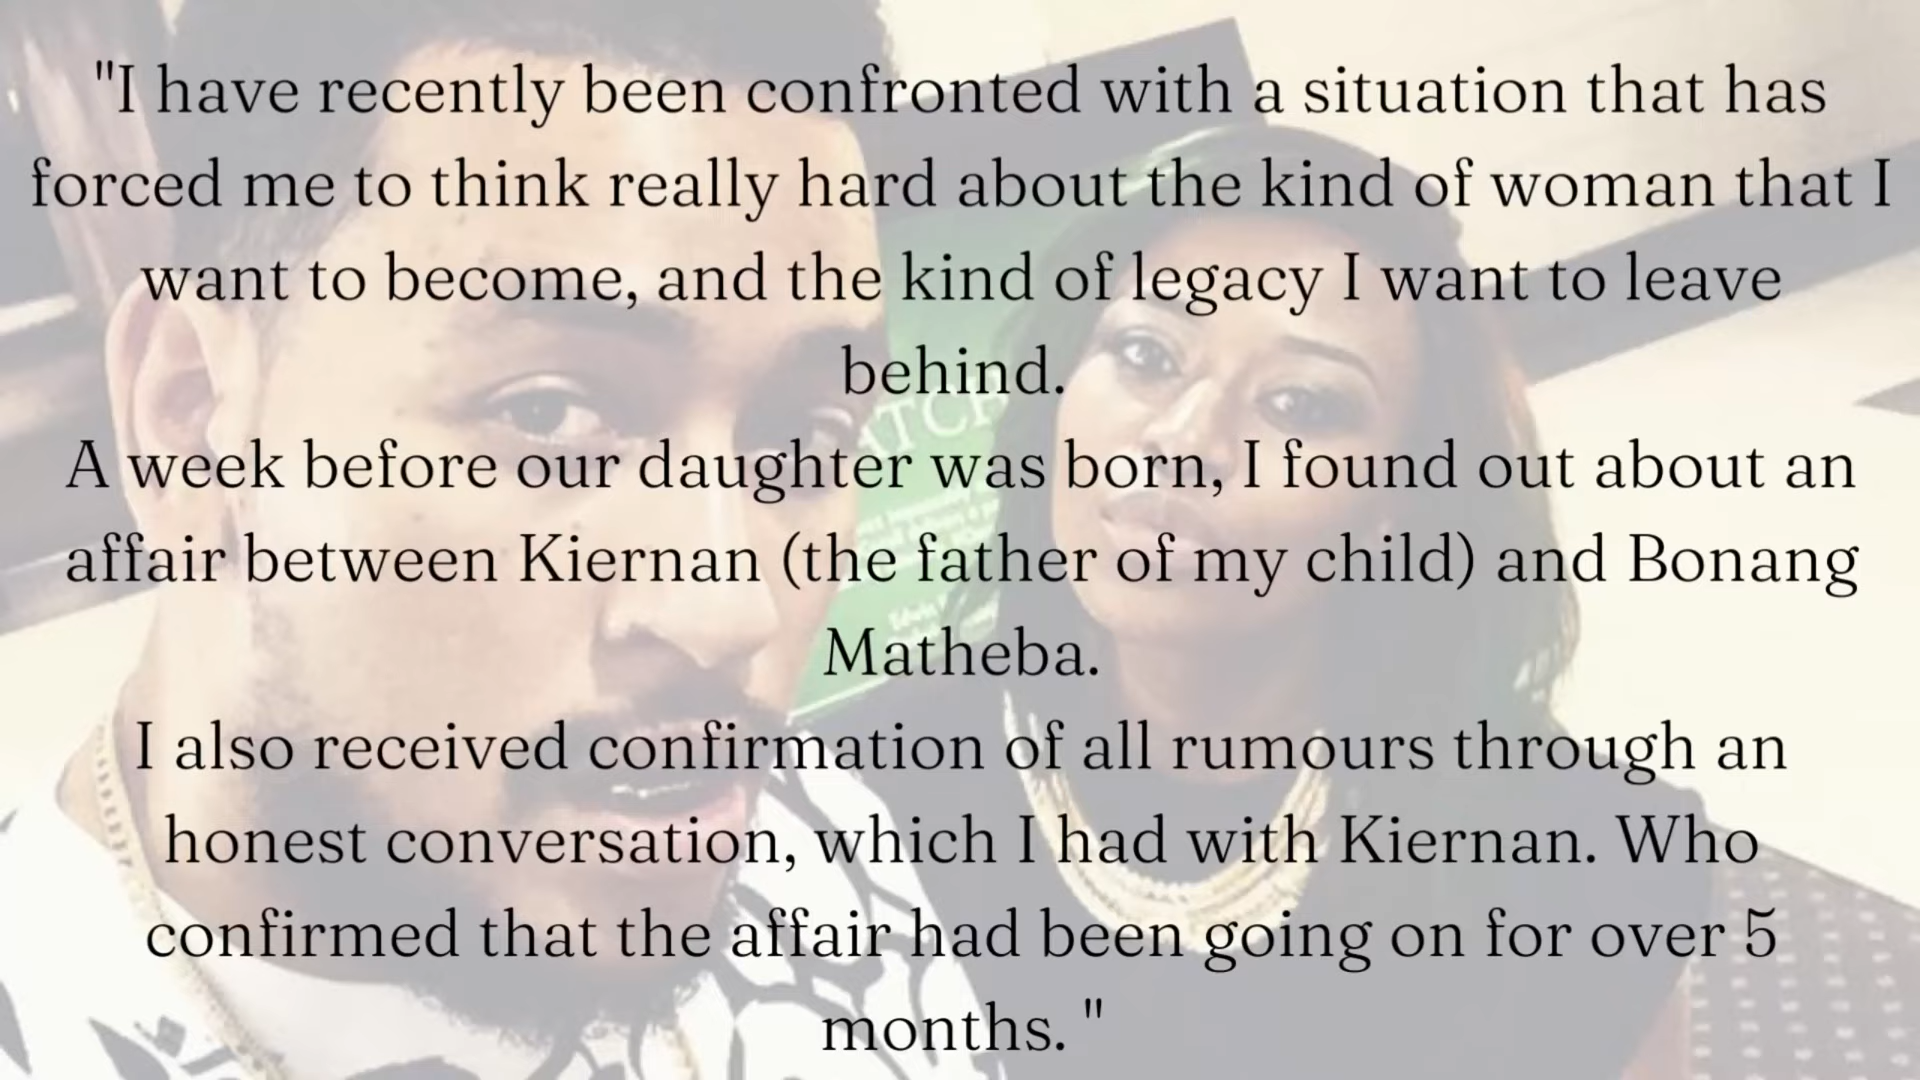 "I have recently been confronted with a situation that has
forced me to think really hard about the kind of woman that I
want to become, and the kind of legacy I want to leave
behind.
A week before our daughter was born, I found out about an
affair between Kiernan (the father of my child) and Bonang
Matheba.
I also received confirmation of all rumours through an
honest conversation, which I had with Kiernan. Who
confirmed that the affair had been going on for over 5
months. "
ATCH